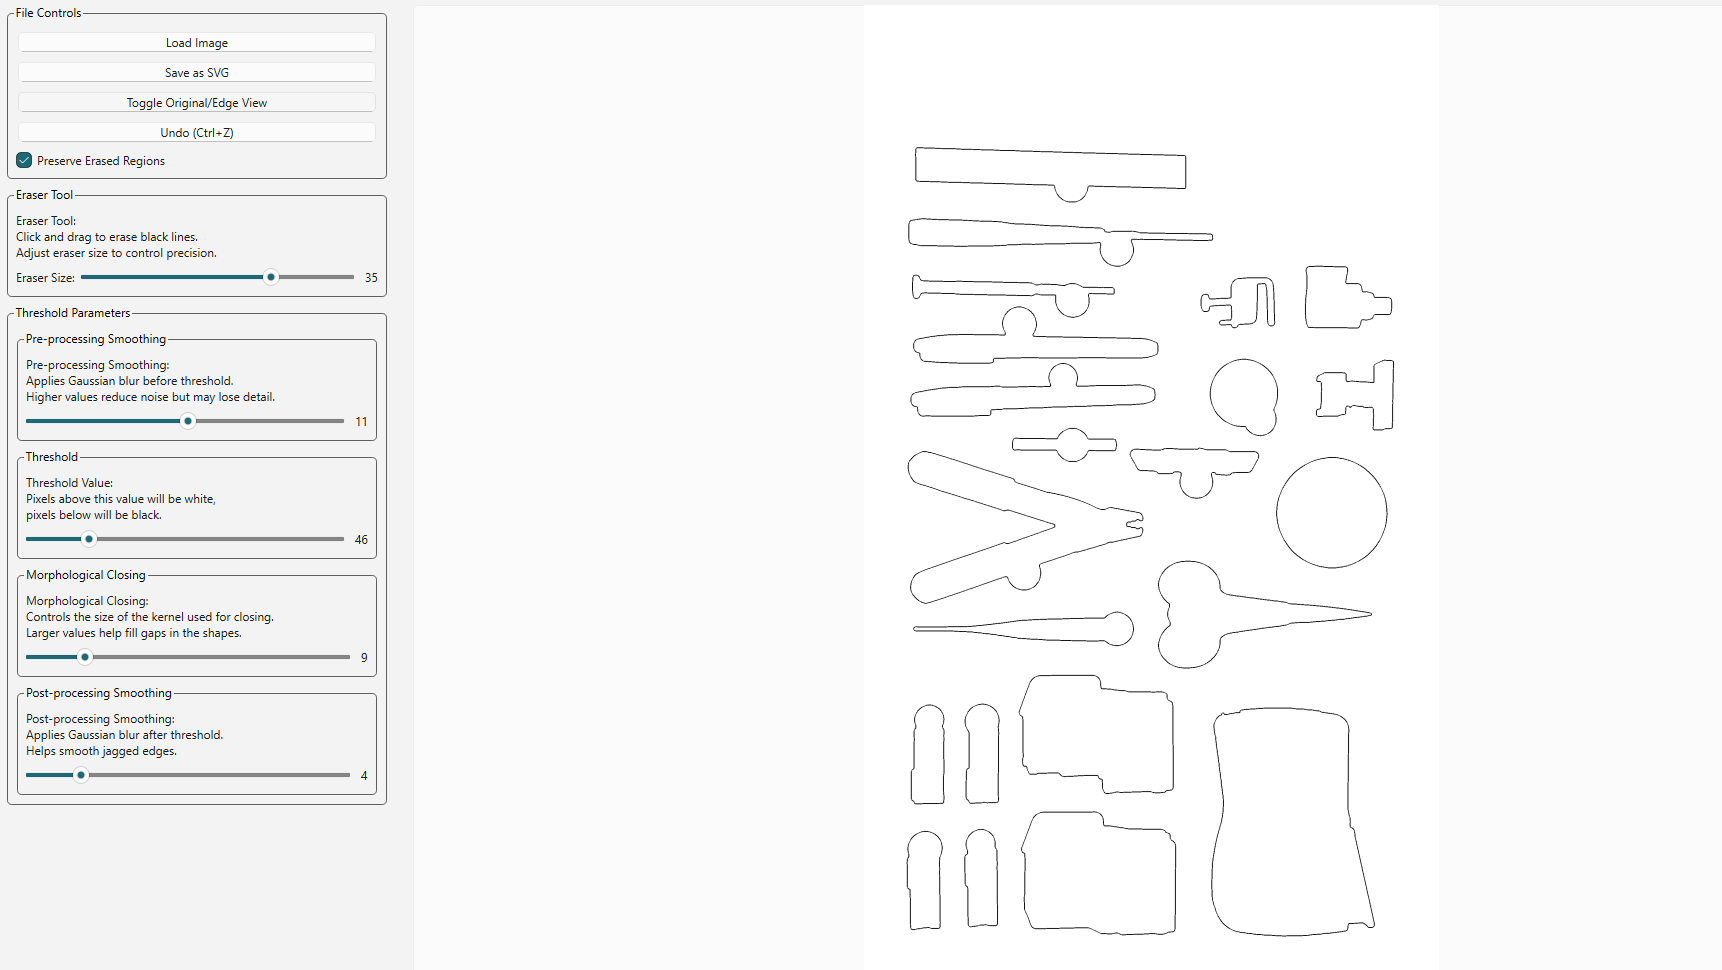 File Controls
Load Image
Save as SVG
Toggle Original/Edge View
Undo (Ctrl+Z)
Preserve Erased Regions
Eraser Tool
Eraser Tool:
Click and drag to erase black lines.
Adjust eraser size to control precision.
Eraser Size: 35
Threshold Parameters
Pre-processing Smoothing
Pre-processing Smoothing:
Applies Gaussian blur before threshold.
Higher values reduce noise but may lose detail.
11
Threshold
Threshold Value:
Pixels above this value will be white,
pixels below will be black.
46
Morphological Closing
Morphological Closing:
Controls the size of the kernel used for closing.
Larger values help fill gaps in the shapes.
9
Post-processing Smoothing
Post-processing Smoothing:
Applies Gaussian blur after threshold.
Helps smooth jagged edges.
4